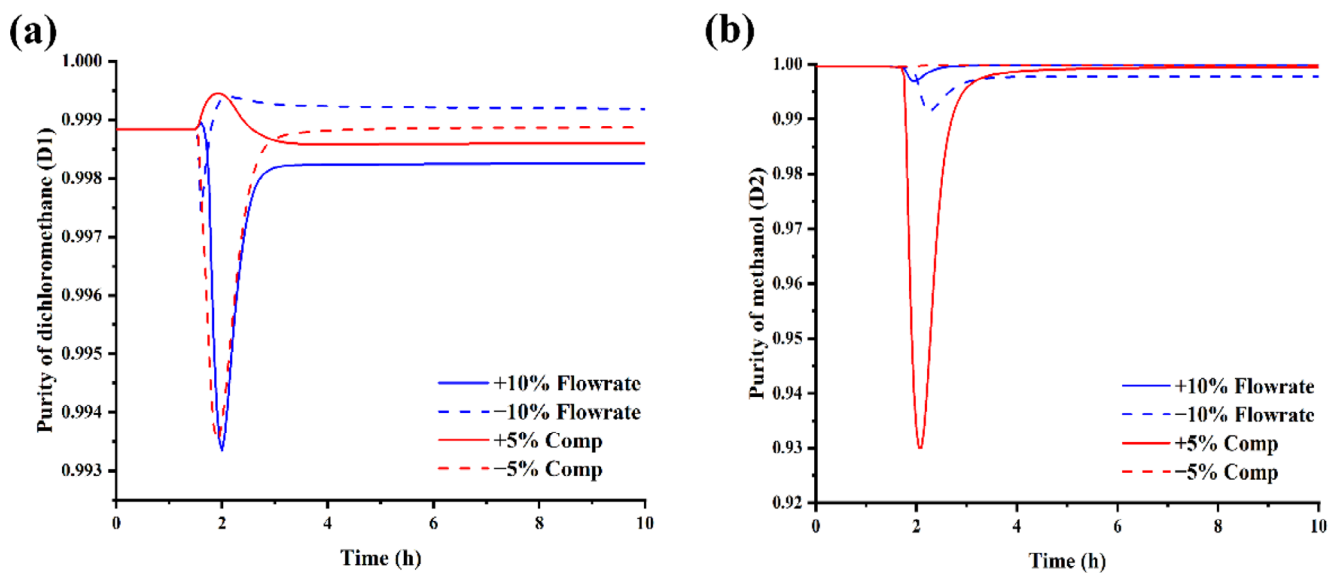 (a)
Purity of dichloromethane (D1)
1.000
0.999
0.998
0.997
0.996
0.995
0.994
0.993
+10% Flowrate
−10% Flowrate
+5% Comp
−5% Comp
0 2 4 6 8 10
Time (h)
(b)
Purity of methanol (D2)
1.00
0.99
0.98
0.97
0.96
0.95
0.94
0.93
0.92
+10% Flowrate
−10% Flowrate
+5% Comp
−5% Comp
0 2 4 6 8 10
Time (h)